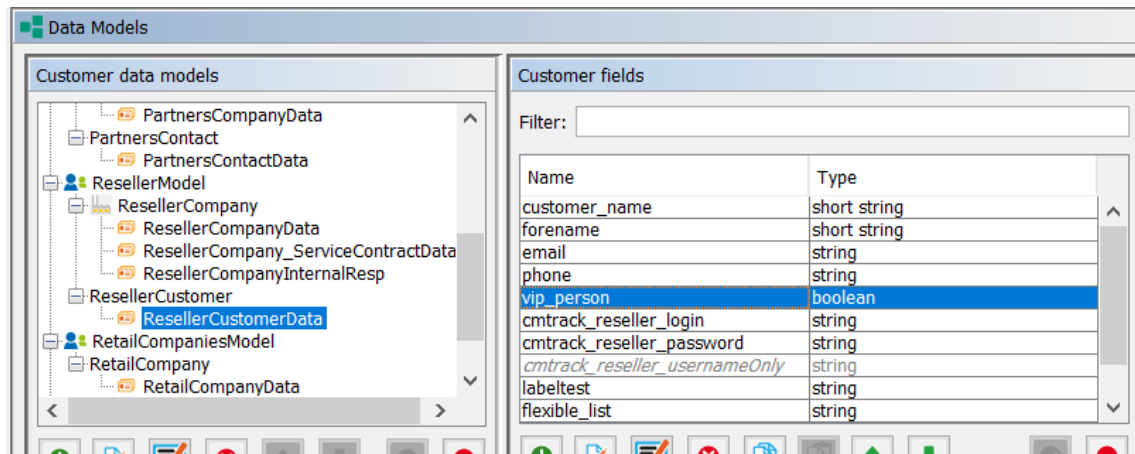 Data Models
Customer data models
PartnersCompanyData
PartnersContact
PartnersContactData
ResellerModel
ResellerCompany
ResellerCompanyData
ResellerCompany_ServiceContractData
ResellerCompanyInternalResp
ResellerCustomer
ResellerCustomerData
RetailCompaniesModel
RetailCompany
RetailCompanyData
Customer fields
Filter:
Name Type
customer_name short string
forename short string
email string
phone string
vip_person boolean
cmtrack_reseller_login string
cmtrack_reseller_password string
cmtrack_reseller_usernameOnly string
labeltest string
flexible_list string